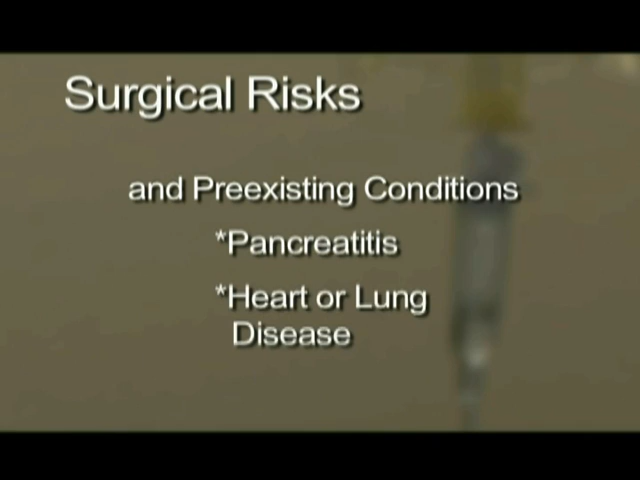 Surgical Risks
and Preexisting Conditions
*Pancreatitis
*Heart or Lung
Disease